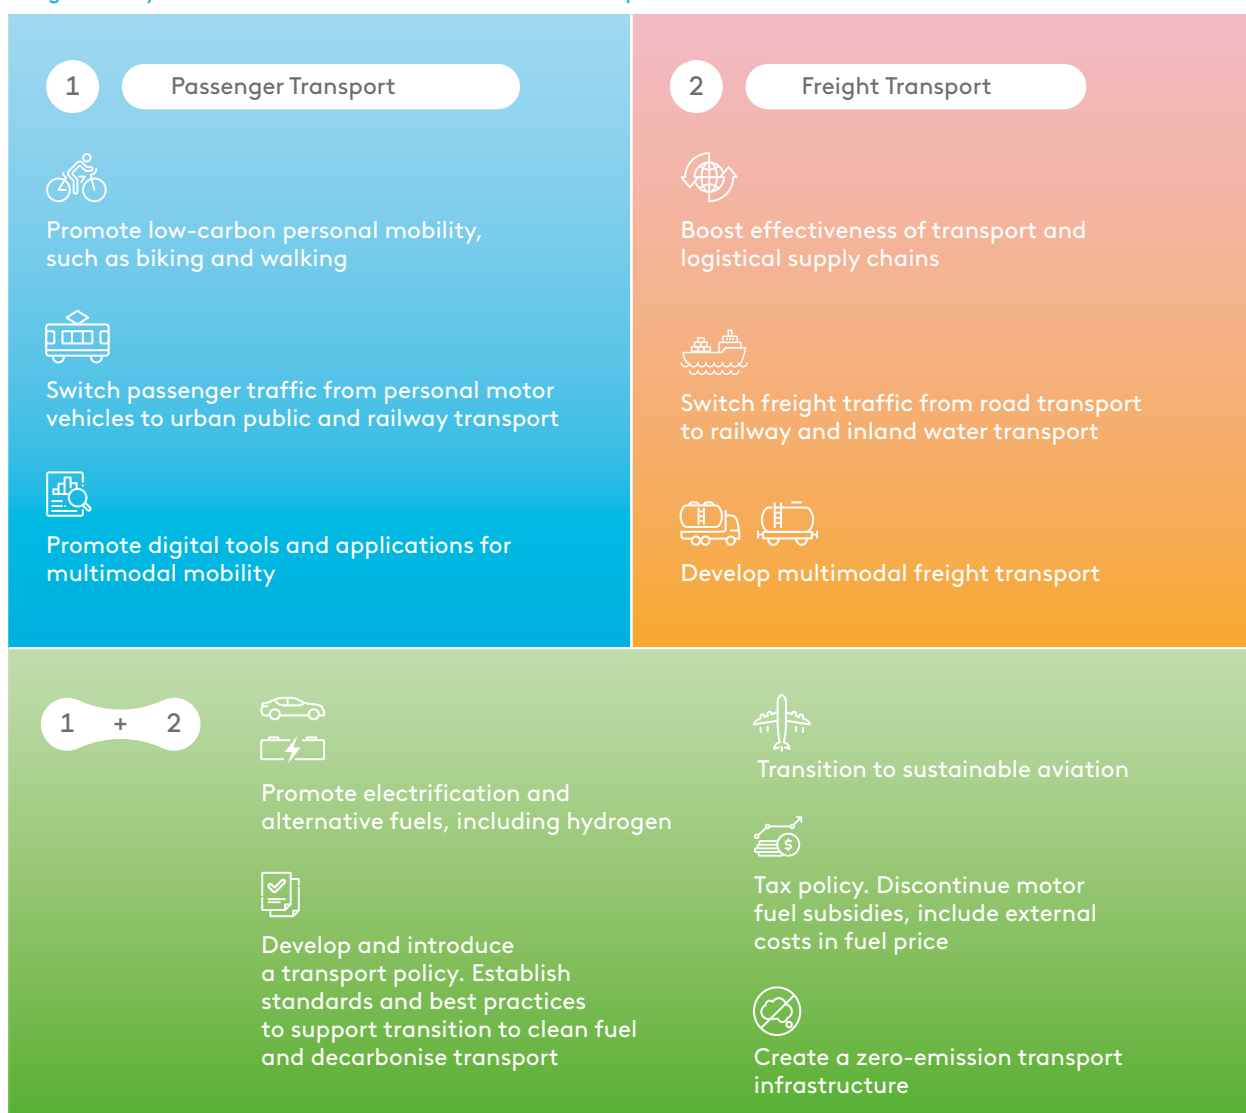 1
Passenger Transport
Promote low-carbon personal mobility,
such as biking and walking
Switch passenger traffic from personal motor
vehicles to urban public and railway transport
Promote digital tools and applications for
multimodal mobility
2
Freight Transport
Boost effectiveness of transport and
logistical supply chains
Switch freight traffic from road transport
to railway and inland water transport
Develop multimodal freight transport
1 + 2
Promote electrification and
alternative fuels, including hydrogen
Develop and introduce
a transport policy. Establish
standards and best practices
to support transition to clean fuel
and decarbonise transport
Transition to sustainable aviation
$
Tax policy. Discontinue motor
fuel subsidies, include external
costs in fuel price
Create a zero-emission transport
infrastructure